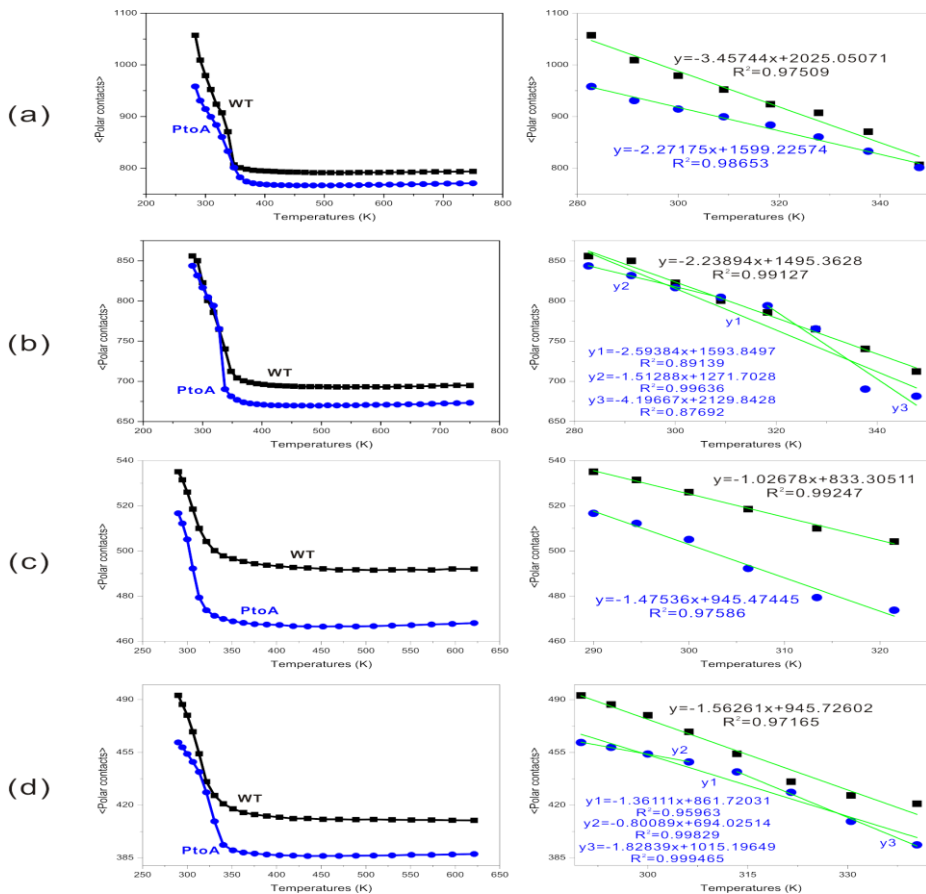 (a)
1100
1000
900
800
200
300
400
500
600
700
800
<Polar contacts>
Temperatures (K)
WT
PtoA
1100
1000
900
800
280
300
320
340
<Polar contacts>
Temperatures (K)
y=-3.45744x+2025.05071
R²=0.97509
y=-2.27175x+1599.22574
R²=0.98653
(b)
850
800
750
700
650
200
300
400
500
600
700
800
<Polar contacts>
Temperatures (K)
WT
PtoA
850
800
750
700
650
280
300
320
340
<Polar contacts>
Temperatures (K)
y=-2.23894x+1495.3628
R²=0.99127
y2
y1
y1=-2.59384x+1593.8497
R²=0.89139
y2=-1.51288x+1271.7028
R²=0.99636
y3=-4.19667x+2129.8428
R²=0.87692
y3
(c)
540
520
500
480
460
250
300
350
400
450
500
550
600
650
<Polar contacts>
Temperatures (K)
WT
PtoA
540
520
500
480
460
290
300
310
320
<Polar contact>
Temperatures (K)
y=-1.02678x+833.30511
R²=0.99247
y=-1.47536x+945.47445
R²=0.97586
(d)
490
455
420
385
250
300
350
400
450
500
550
600
650
<Polar contacts>
Temperatures (K)
WT
PtoA
490
455
420
385
300
315
330
<Polar contacts>
Temperatures (K)
y=-1.56261x+945.72602
R²=0.97165
y2
y1
y1=-1.36111x+861.72031
R²=0.95963
y2=-0.80089x+694.02514
R²=0.99829
y3=-1.82839x+1015.19649
R²=0.999465
y3